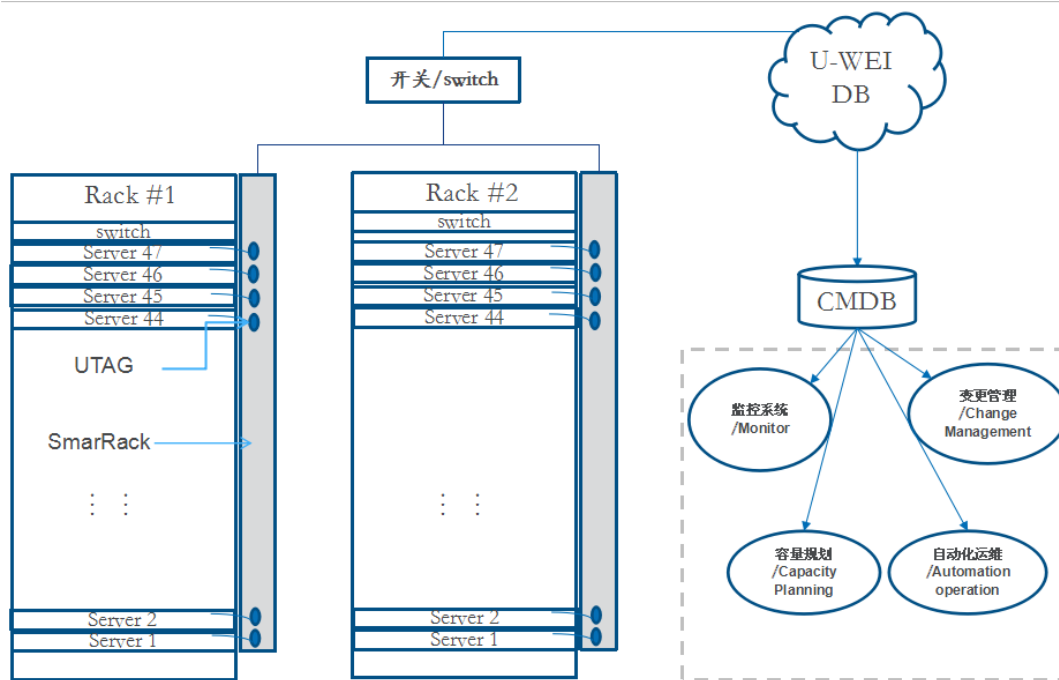 U-WEI
DB
开关/switch
Rack #1
switch
Server 47
Server 46
Server 45
Server 44
UTAG
SmarRack
Server 2
Server 1
Rack #2
switch
Server 47
Server 46
Server 45
Server 44
Server 2
Server 1
CMDB
监控系统
/Monitor
变更管理
/Change
Management
容量规划
/Capacity
Planning
自动化运维
/Automation
operation